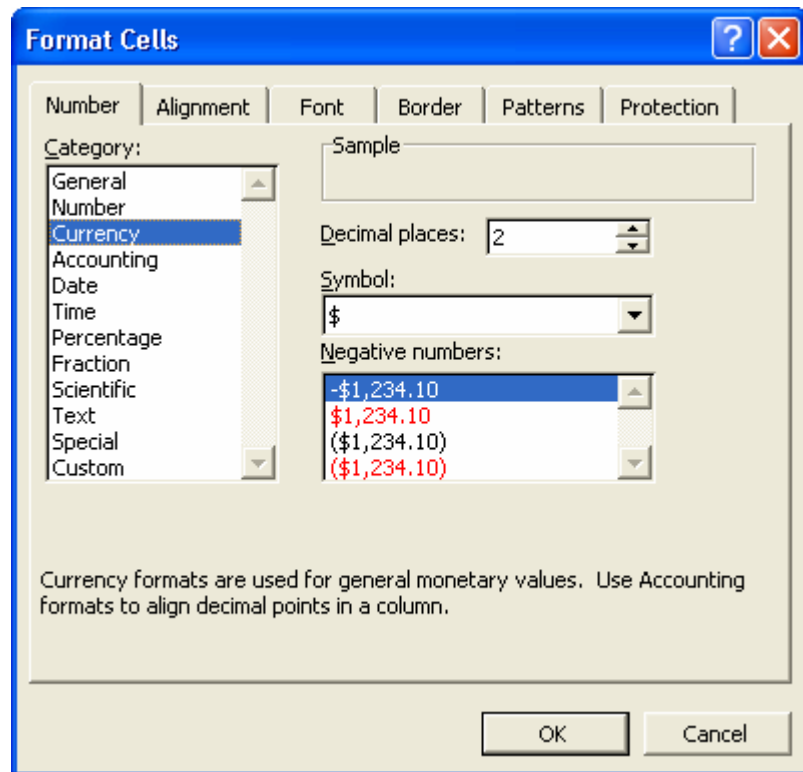 Format Cells
Number Alignment Font Border Patterns Protection
Category:
General
Number
Currency
Accounting
Date
Time
Percentage
Fraction
Scientific
Text
Special
Custom
Sample
Decimal places: 2
Symbol:
$
Negative numbers:
-$1,234.10
$1,234.10
($1,234.10)
($1,234.10)
Currency formats are used for general monetary values. Use Accounting
formats to align decimal points in a column.
OK Cancel